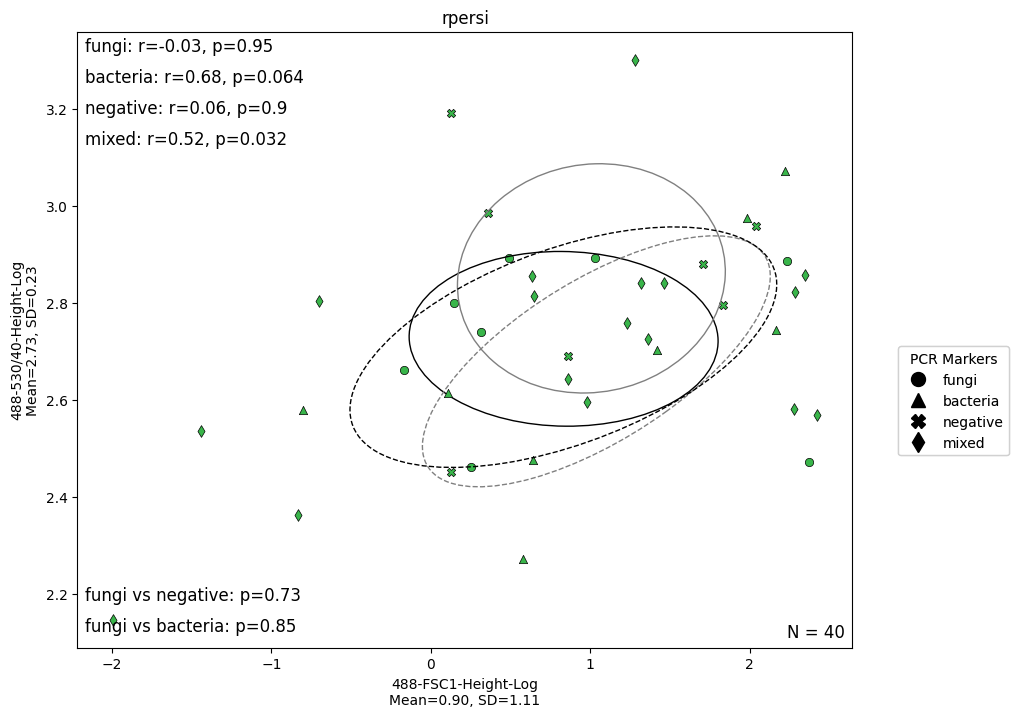 rpersi
fungi: r=-0.03, p=0.95
bacteria: r=0.68, p=0.064
negative: r=0.06, p=0.9
mixed: r=0.52, p=0.032
3.2
3.0
2.8
2.6
2.4
2.2
488-530/40-Height-Log
Mean=2.73, SD=0.23
PCR Markers
fungi
bacteria
negative
mixed
fungi vs negative: p=0.73
fungi vs bacteria: p=0.85
N = 40
−2
−1
0
1
2
488-FSC1-Height-Log
Mean=0.90, SD=1.11